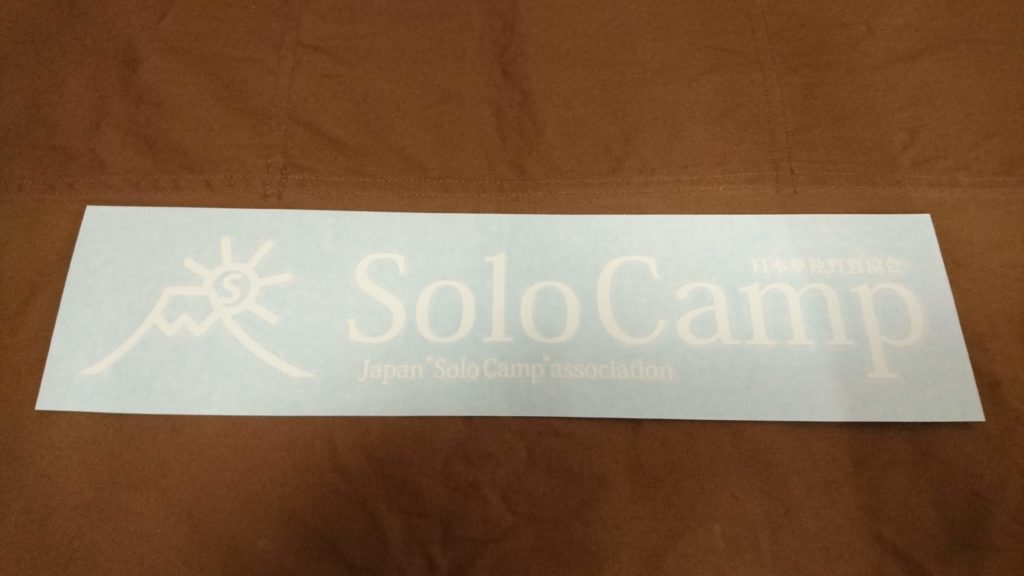 S
日本単独野営協会
Solo Camp
Japan "Solo Camp" association